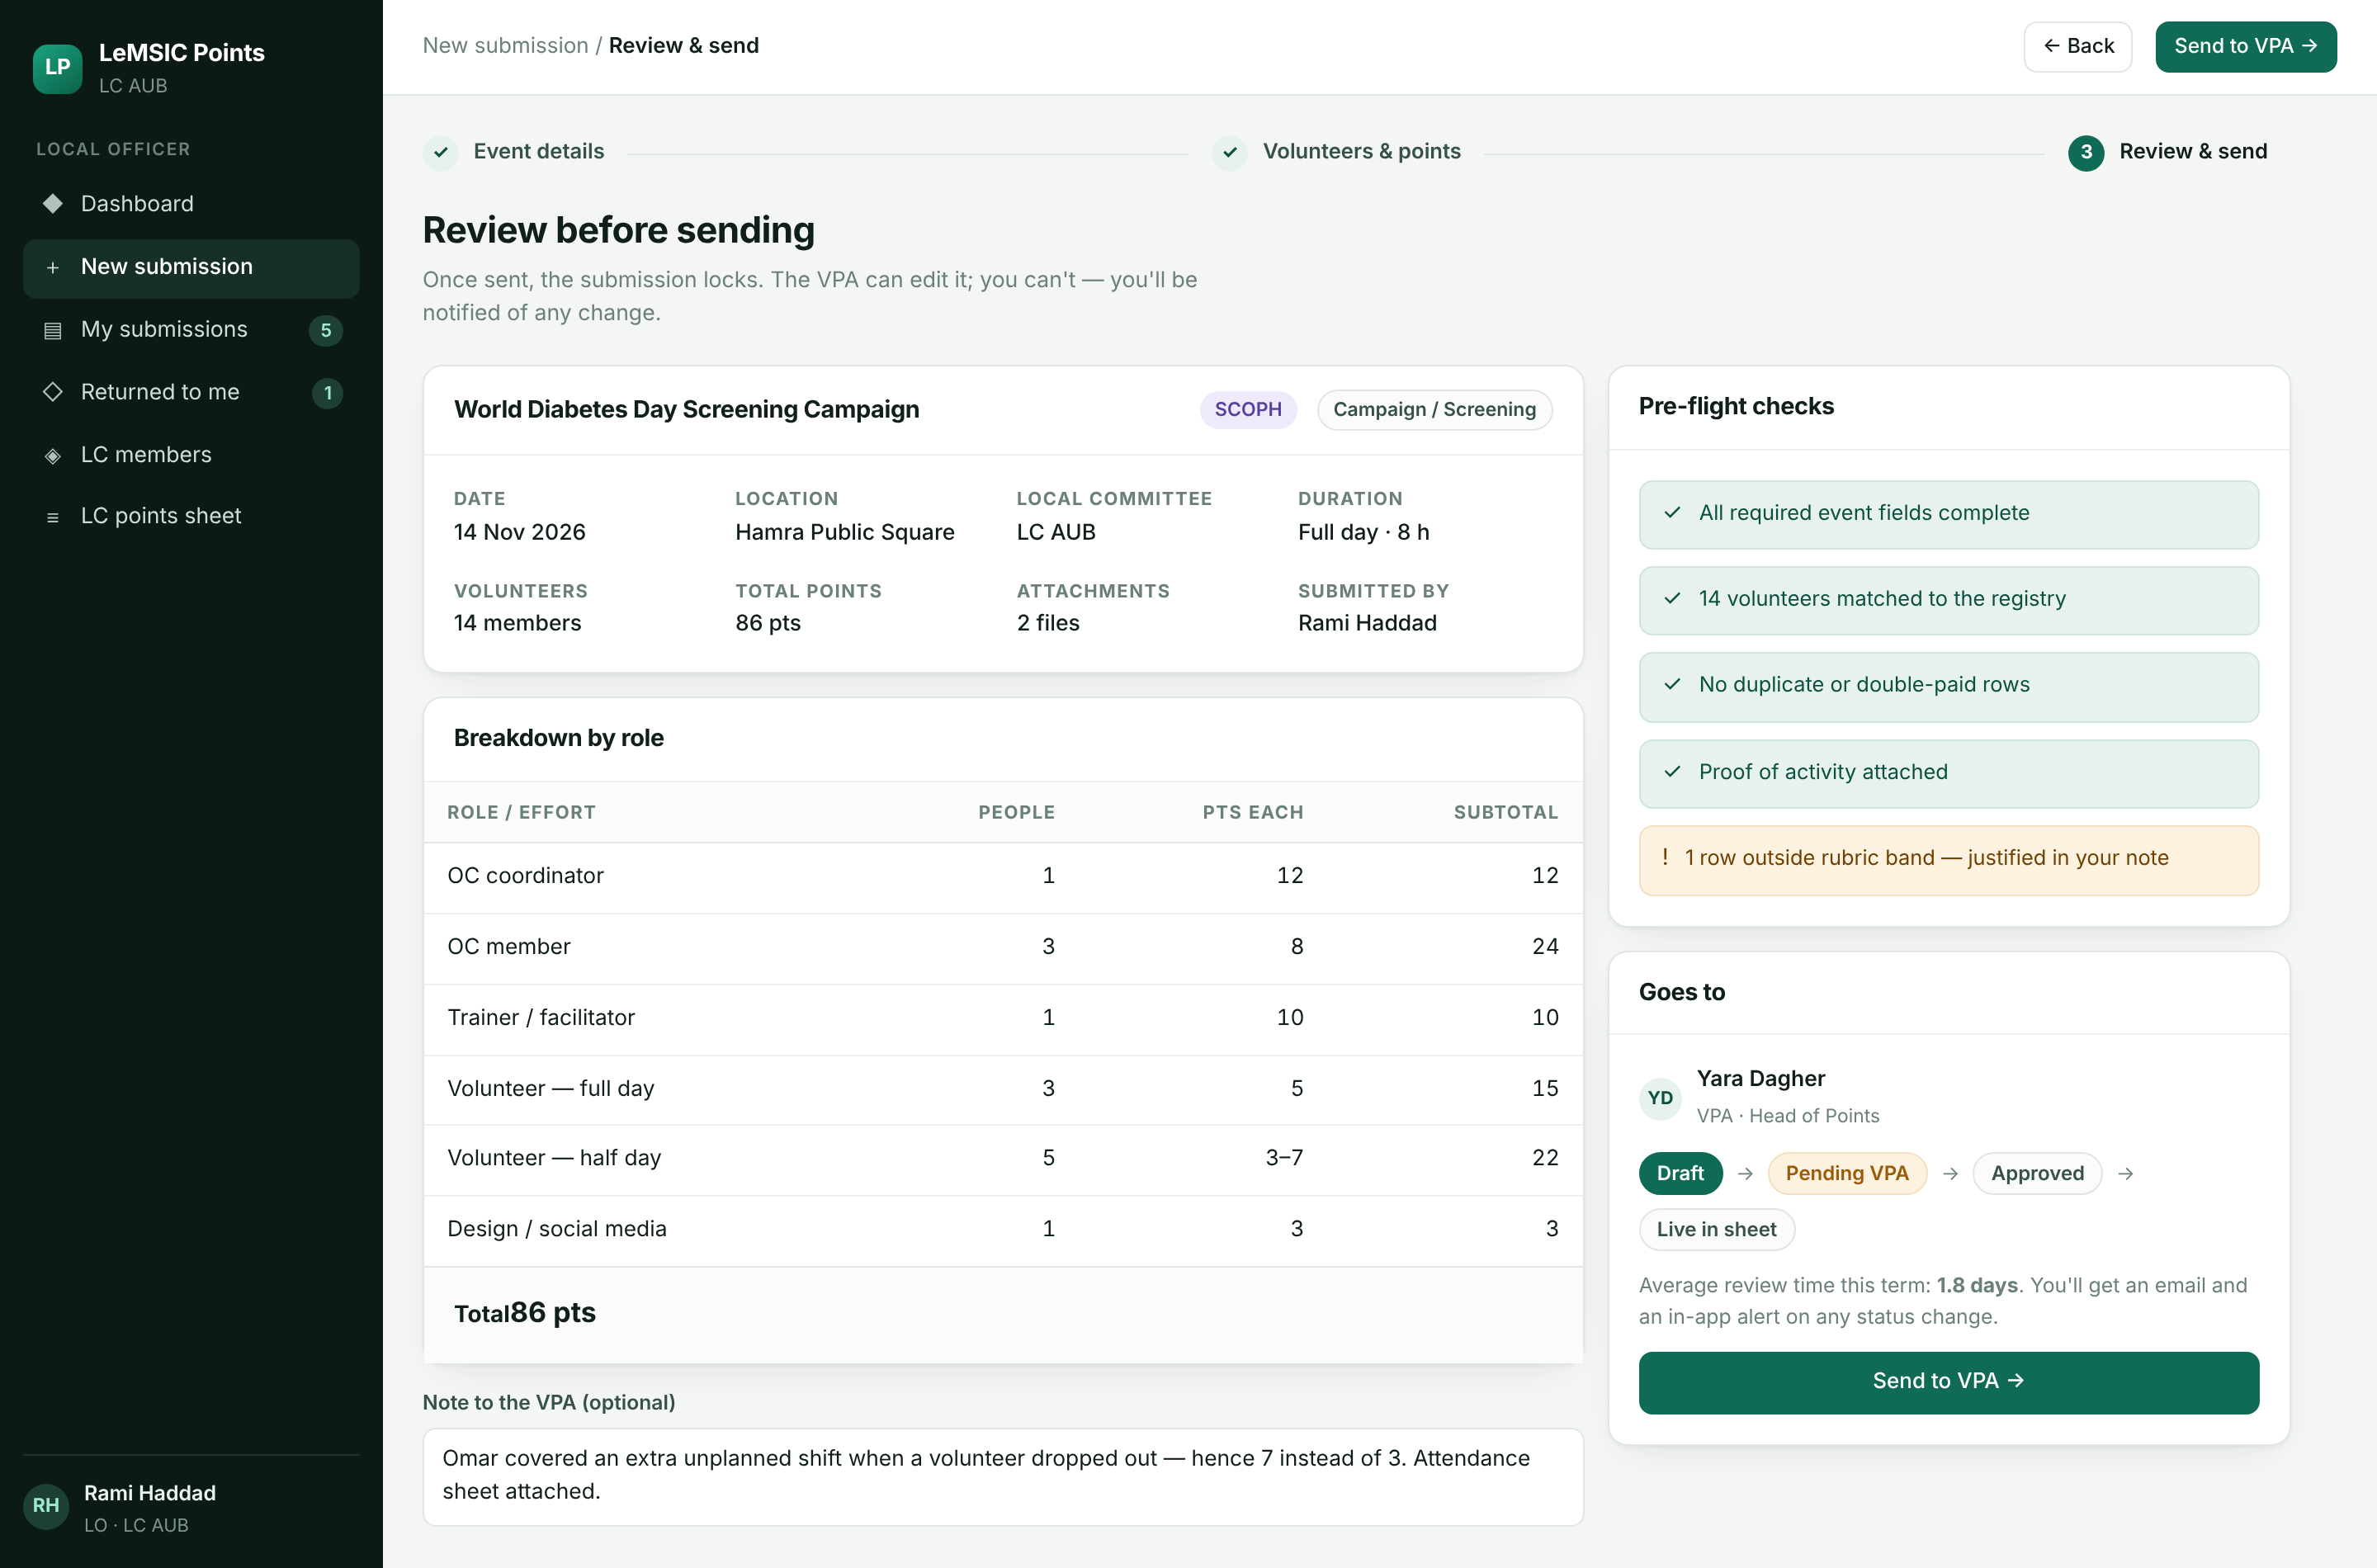 LP
LeMSIC Points
LC AUB
LOCAL OFFICER
Dashboard
New submission
My submissions 5
Returned to me 1
LC members
LC points sheet
RH
Rami Haddad
LO · LC AUB
New submission / Review & send
← Back
Send to VPA →
✓ Event details
✓ Volunteers & points
3 Review & send
Review before sending
Once sent, the submission locks. The VPA can edit it; you can't — you'll be
notified of any change.
World Diabetes Day Screening Campaign
SCOPH
Campaign / Screening
DATE LOCATION LOCAL COMMITTEE DURATION
14 Nov 2026 Hamra Public Square LC AUB Full day · 8 h
VOLUNTEERS TOTAL POINTS ATTACHMENTS SUBMITTED BY
14 members 86 pts 2 files Rami Haddad
Breakdown by role
ROLE / EFFORT PEOPLE PTS EACH SUBTOTAL
OC coordinator 1 12 12
OC member 3 8 24
Trainer / facilitator 1 10 10
Volunteer — full day 3 5 15
Volunteer — half day 5 3–7 22
Design / social media 1 3 3
Total86 pts
Note to the VPA (optional)
Omar covered an extra unplanned shift when a volunteer dropped out — hence 7 instead of 3. Attendance
sheet attached.
Pre-flight checks
✓ All required event fields complete
✓ 14 volunteers matched to the registry
✓ No duplicate or double-paid rows
✓ Proof of activity attached
! 1 row outside rubric band — justified in your note
Goes to
YD
Yara Dagher
VPA · Head of Points
Draft → Pending VPA → Approved →
Live in sheet
Average review time this term: 1.8 days. You'll get an email and
an in-app alert on any status change.
Send to VPA →